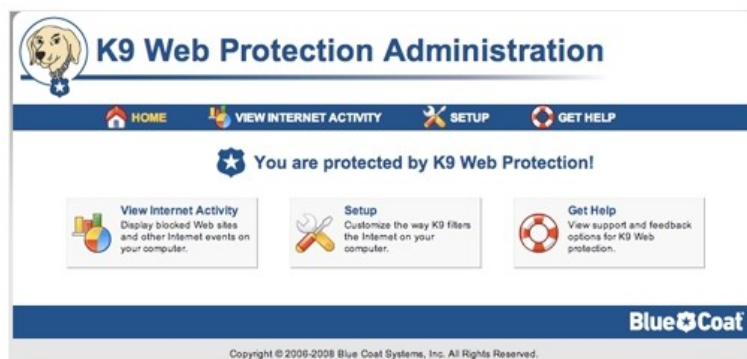 K9 Web Protection Administration
HOME VIEW INTERNET ACTIVITY SETUP GET HELP
You are protected by K9 Web Protection!
View Internet Activity
Display blocked Web sites
and other Internet events on
your computer.
Setup
Customize the way K9 filters
the Internet on your
computer.
Get Help
View support and feedback
options for K9 Web
protection.
Blue Coat
Copyright © 2006-2008 Blue Coat Systems, Inc. All Rights Reserved.